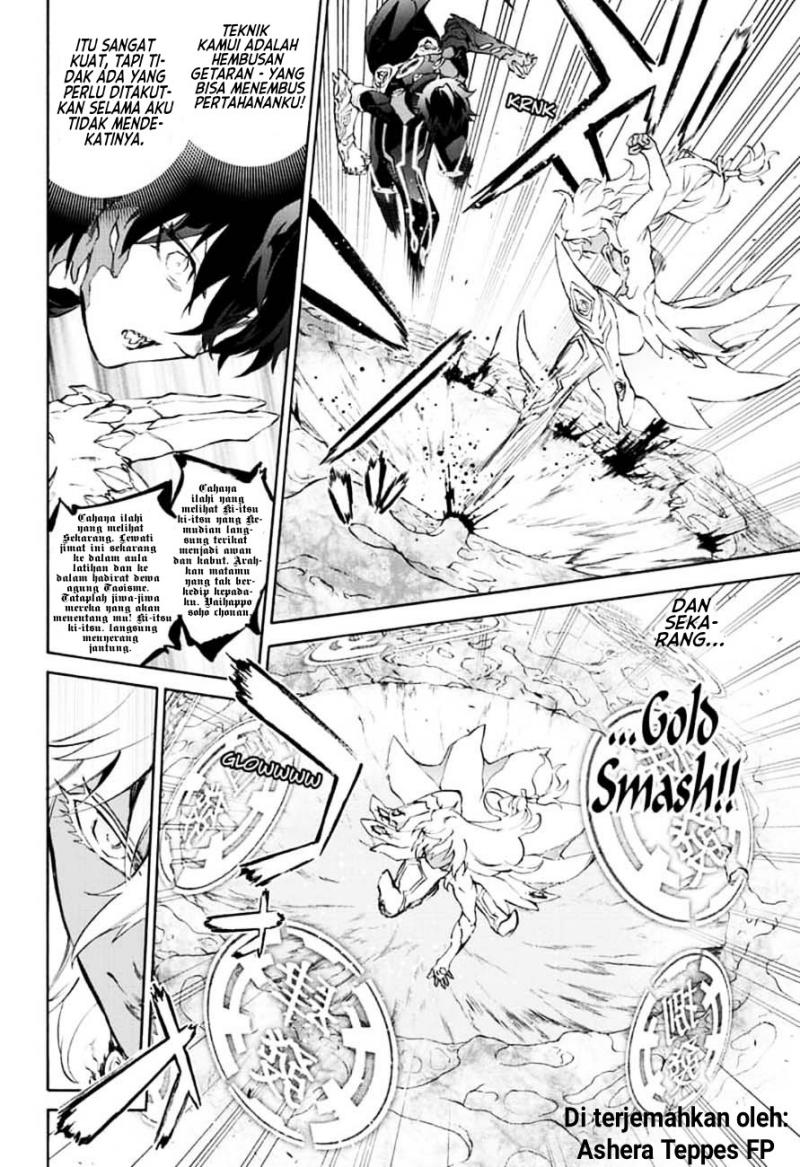 TEKNIK
KAMUI ADALAH
HEMBUSAN
GETARAN - YANG
BISA MENEMBUS
PERTAHANANKU!
ITU SANGAT
KUAT, TAPI TI-
DAK ADA YANG
PERLU DITAKUT-
KAN SELAMA AKU
TIDAK MENDE-
KATINYA.
KRNK
Cahaya ilahi yang
melihat Ki-itsu
ki-itsu yang Ke-
mudian lang-
sung terikat
menjadi awan
dan kabut. Arah-
kan matamu
yang tak ber-
kedip kepada-
ku. Vaihappo
soho chonan.
Cahaya ilahi
yang melihat
Sekarang. Lewati
jimat ini sekarang
ke dalam aula
latihan dan ke
dalam hadirat dewa
agung Taoisme.
Tataplah jiwa-jiwa
mereka yang akan
menentang mu! Ki-itsu
ki-itsu. langsung
menyerang
jantung.
DAN
SEKA-
RANG...
...Gold
Smash!!
GLOWWWW
Di terjemahkan oleh:
Ashera Teppes FP